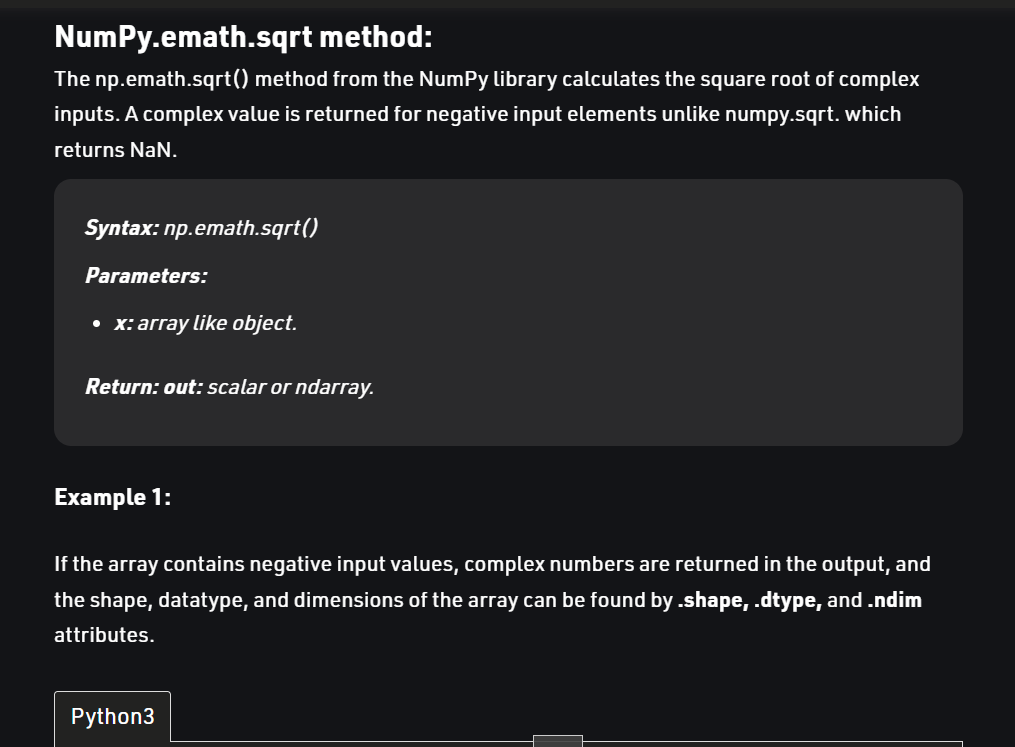 NumPy.emath.sqrt method:
The np.emath.sqrt() method from the NumPy library calculates the square root of complex
inputs. A complex value is returned for negative input elements unlike numpy.sqrt. which
returns NaN.
Syntax: np.emath.sqrt()
Parameters:
• x: array like object.
Return: out: scalar or ndarray.
Example 1:
If the array contains negative input values, complex numbers are returned in the output, and
the shape, datatype, and dimensions of the array can be found by .shape, .dtype, and .ndim
attributes.
Python3